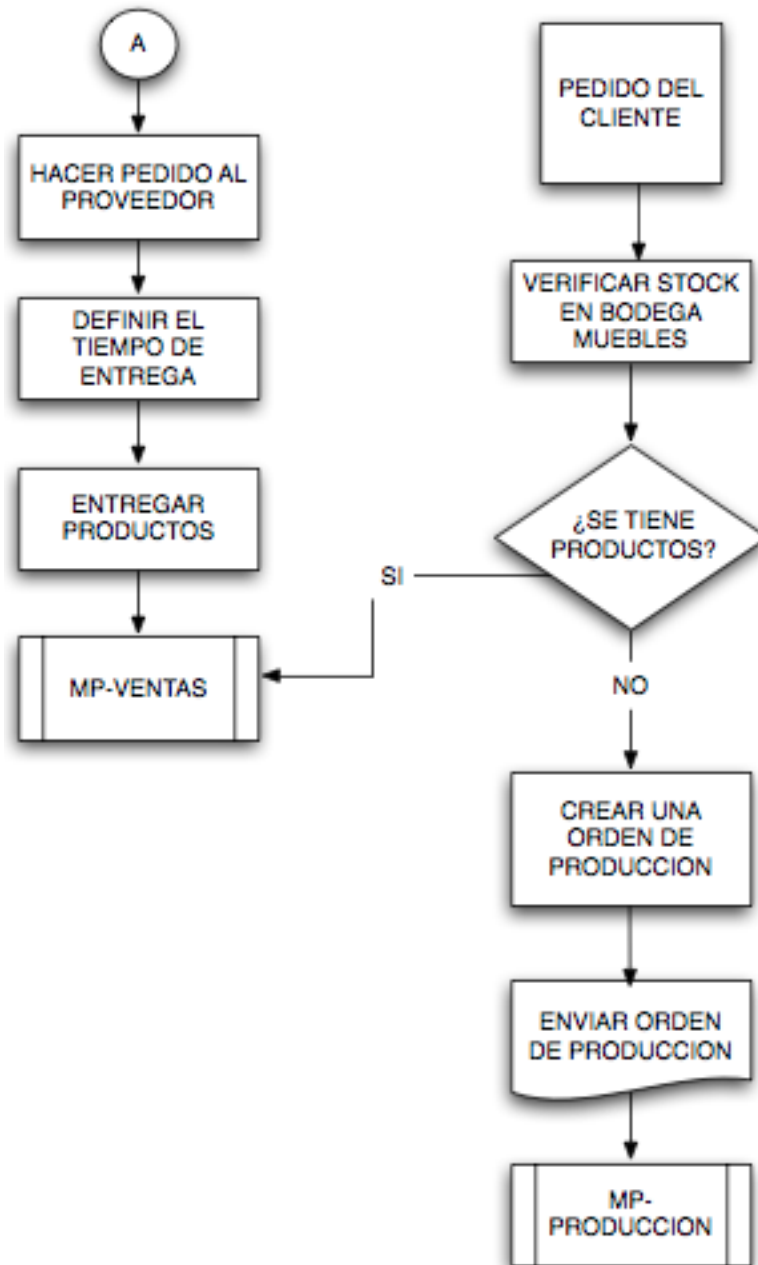 A
HACER PEDIDO AL
PROVEEDOR
DEFINIR EL
TIEMPO DE
ENTREGA
ENTREGAR
PRODUCTOS
MP-VENTAS
PEDIDO DEL
CLIENTE
VERIFICAR STOCK
EN BODEGA
MUEBLES
¿SE TIENE
PRODUCTOS?
SI
NO
CREAR UNA
ORDEN DE
PRODUCCION
ENVIAR ORDEN
DE PRODUCCION
MP-
PRODUCCION